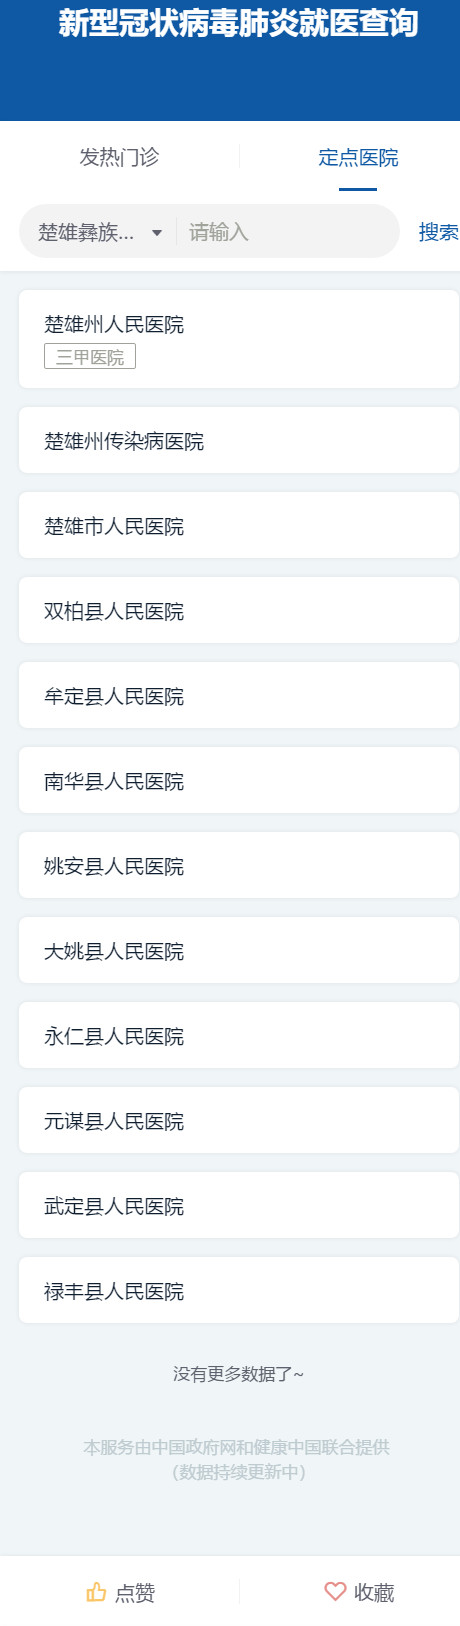 新型冠状病毒肺炎就医查询
发热门诊
定点医院
楚雄彝族...
请输入
搜索
楚雄州人民医院
三甲医院
楚雄州传染病医院
楚雄市人民医院
双柏县人民医院
牟定县人民医院
南华县人民医院
姚安县人民医院
大姚县人民医院
永仁县人民医院
元谋县人民医院
武定县人民医院
禄丰县人民医院
没有更多数据了~
本服务由中国政府网和健康中国联合提供
（数据持续更新中）
点赞
收藏